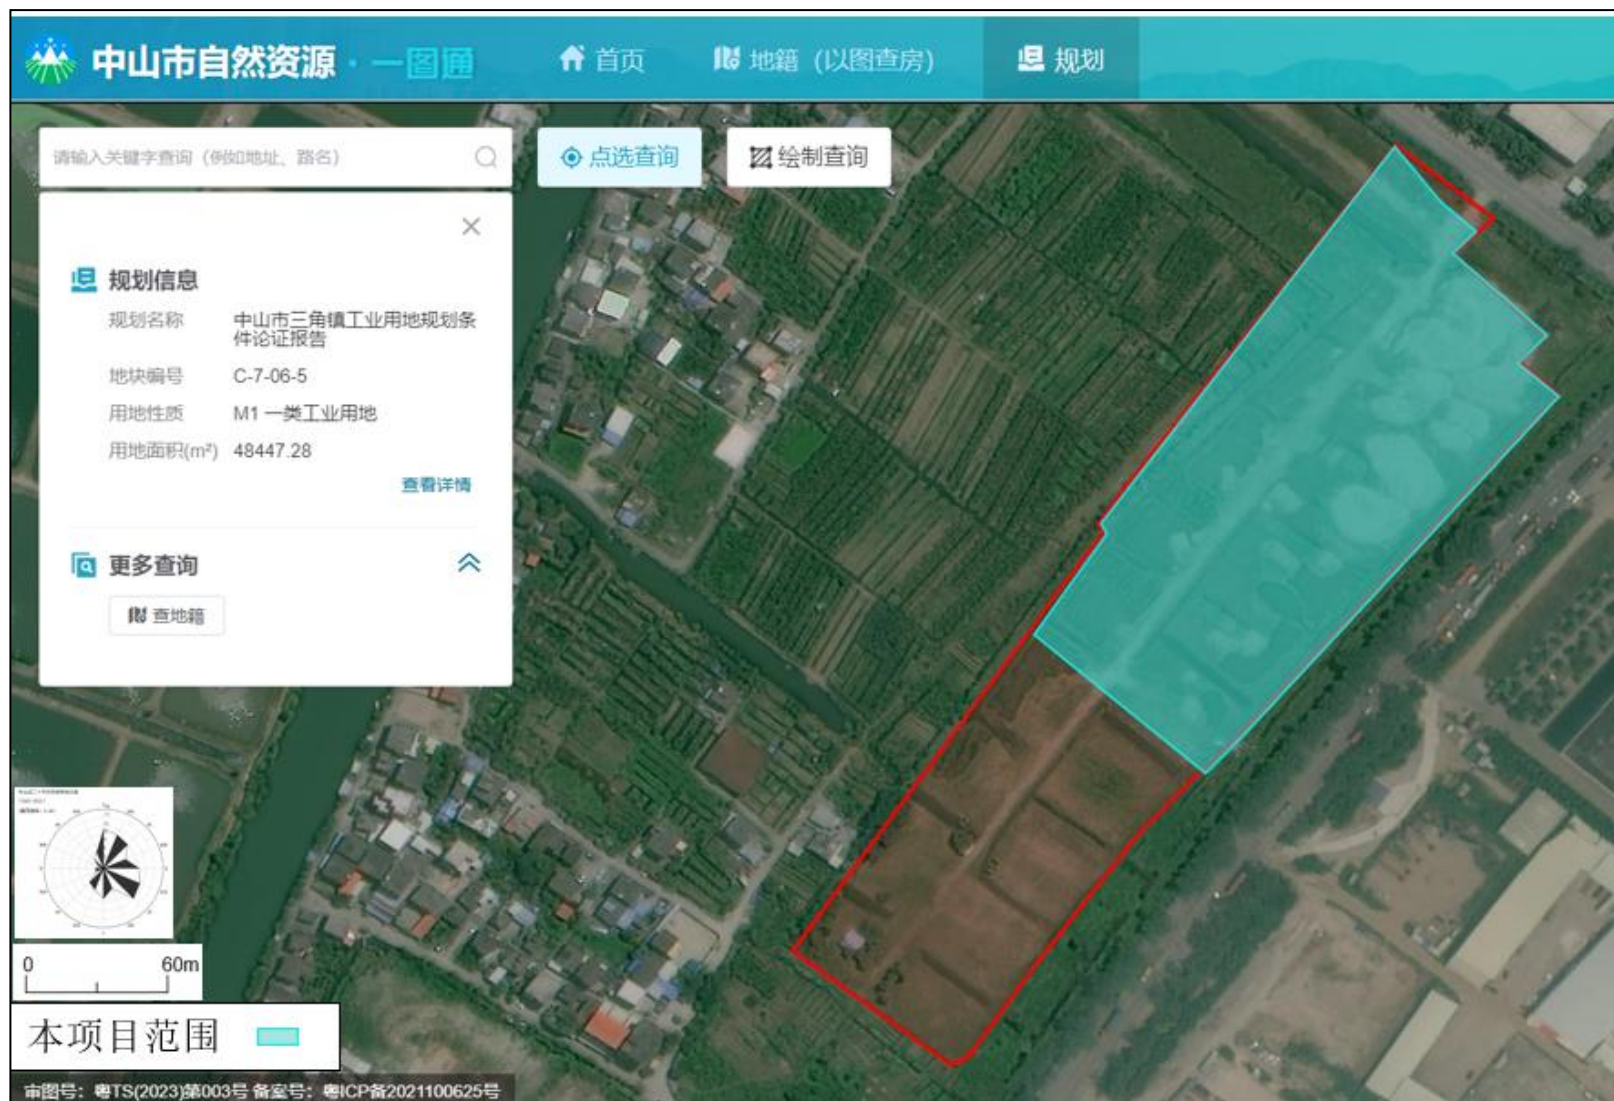 中山市自然资源·一图通
首页
地籍（以图查房）
规划
请输入关键字查询（例如地址、路名）
点选查询
绘制查询
规划信息
规划名称 中山市三角镇工业用地规划条
件论证报告
地块编号 C-7-06-5
用地性质 M1 一类工业用地
用地面积(m²) 48447.28
查看详情
更多查询
查地籍
0 60m
本项目范围
审图号：粤TS(2023)第003号 备案号：粤ICP备2021100625号